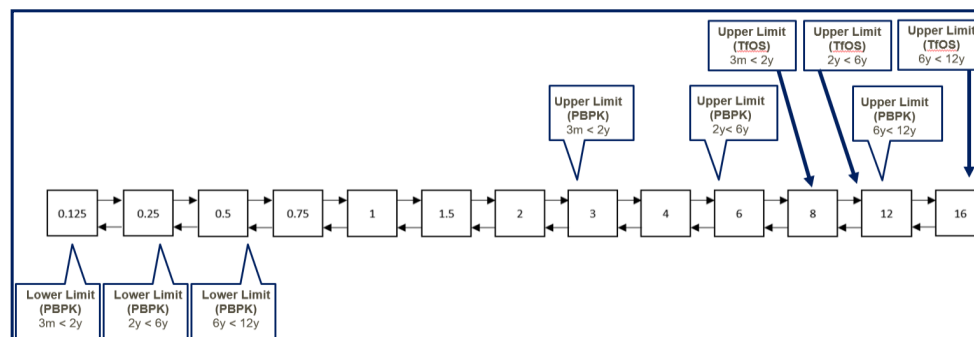 Upper Limit
(TfOS)
3m < 2y
Upper Limit
(TfOS)
2y < 6y
Upper Limit
(TfOS)
6y < 12y
Upper Limit
(PBPK)
3m < 2y
Upper Limit
(PBPK)
2y< 6y
Upper Limit
(PBPK)
6y< 12y
0.125
0.25
0.5
0.75
1
1.5
2
3
4
6
8
12
16
Lower Limit
(PBPK)
3m < 2y
Lower Limit
(PBPK)
2y < 6y
Lower Limit
(PBPK)
6y < 12y